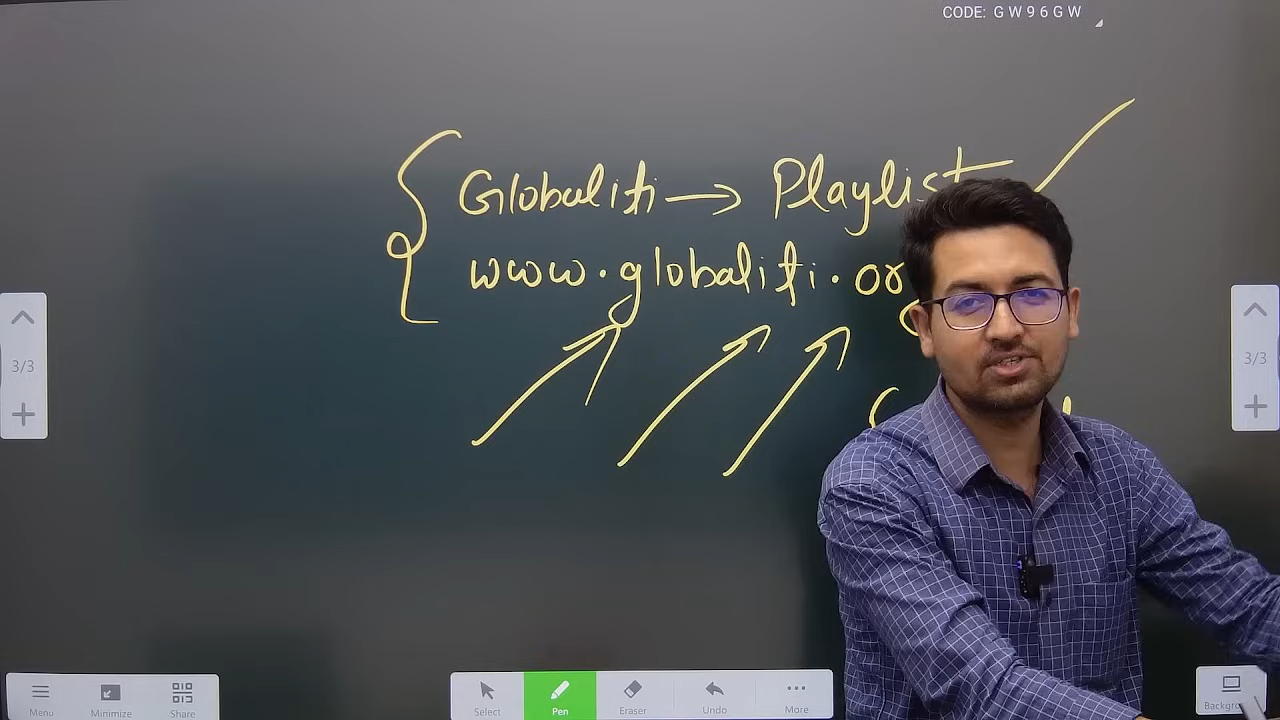 CODE: G W 9 6 G W
Globaliti → Playlist
www.globaliti.or
3/3
3/3
Menu
Minimize
Share
Select
Pen
Eraser
Undo
More
Backgro